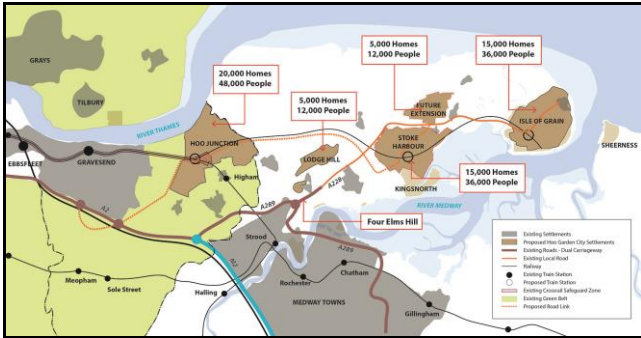 5,000 Homes
12,000 People
15,000 Homes
36,000 People
GRAYS
20,000 Homes
48,000 People
TILBURY
5,000 Homes
12,000 People
FUTURE
EXTENSION
ISLE OF GRAIN
RIVER THAMES
HOO JUNCTION
STOKE
HARBOUR
SHEERNESS
EBBSFLEET
GRAVESEND
LODGE HILL
Higham
KINGSNORTH
15,000 Homes
36,000 People
A228
A2
A289
RIVER MEDWAY
Four Elms Hill
Strood
A289
Meopham
Sole Street
Halling
Rochester
Chatham
MEDWAY TOWNS
Gillingham
Existing Settlements
Proposed Hoo Garden City Settlements
Existing Roads - Dual Carriageway
Existing Local Road
Railway
Existing Train Station
Proposed Train Station
Existing Crossrail Safeguard Zone
Existing Green Belt
Proposed Road Link